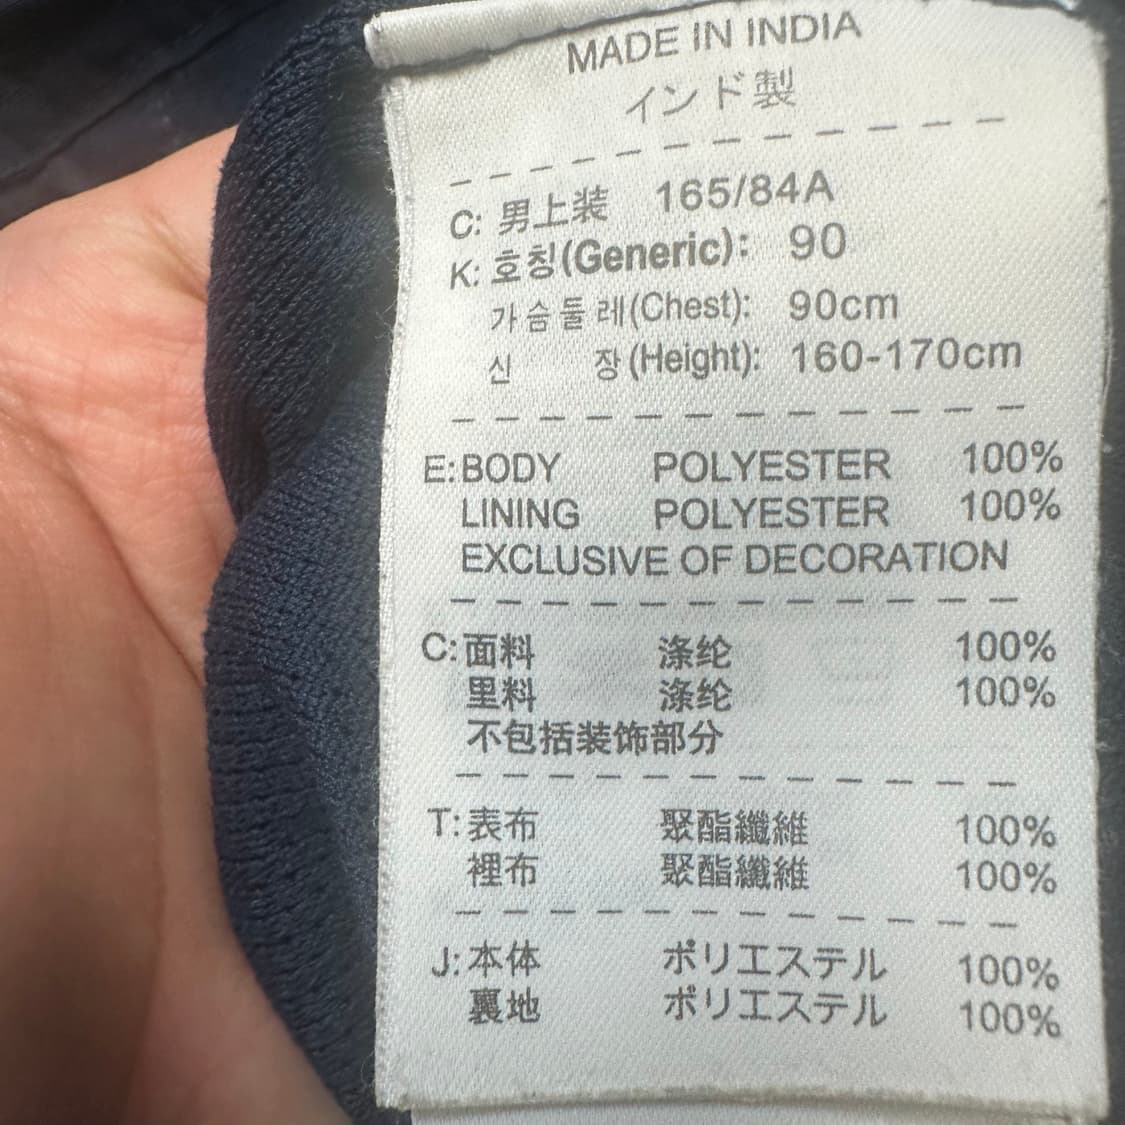 MADE IN INDIA
インド製
C: 男上装 165/84A
K: 호칭(Generic): 90
가슴둘레(Chest): 90cm
신 장(Height): 160-170cm
E: BODY POLYESTER 100%
LINING POLYESTER 100%
EXCLUSIVE OF DECORATION
C: 面料 涤纶 100%
里料 涤纶 100%
不包括装饰部分
T: 表布 聚酯纖維 100%
裡布 聚酯纖維 100%
J: 本体 ポリエステル 100%
裏地 ポリエステル 100%